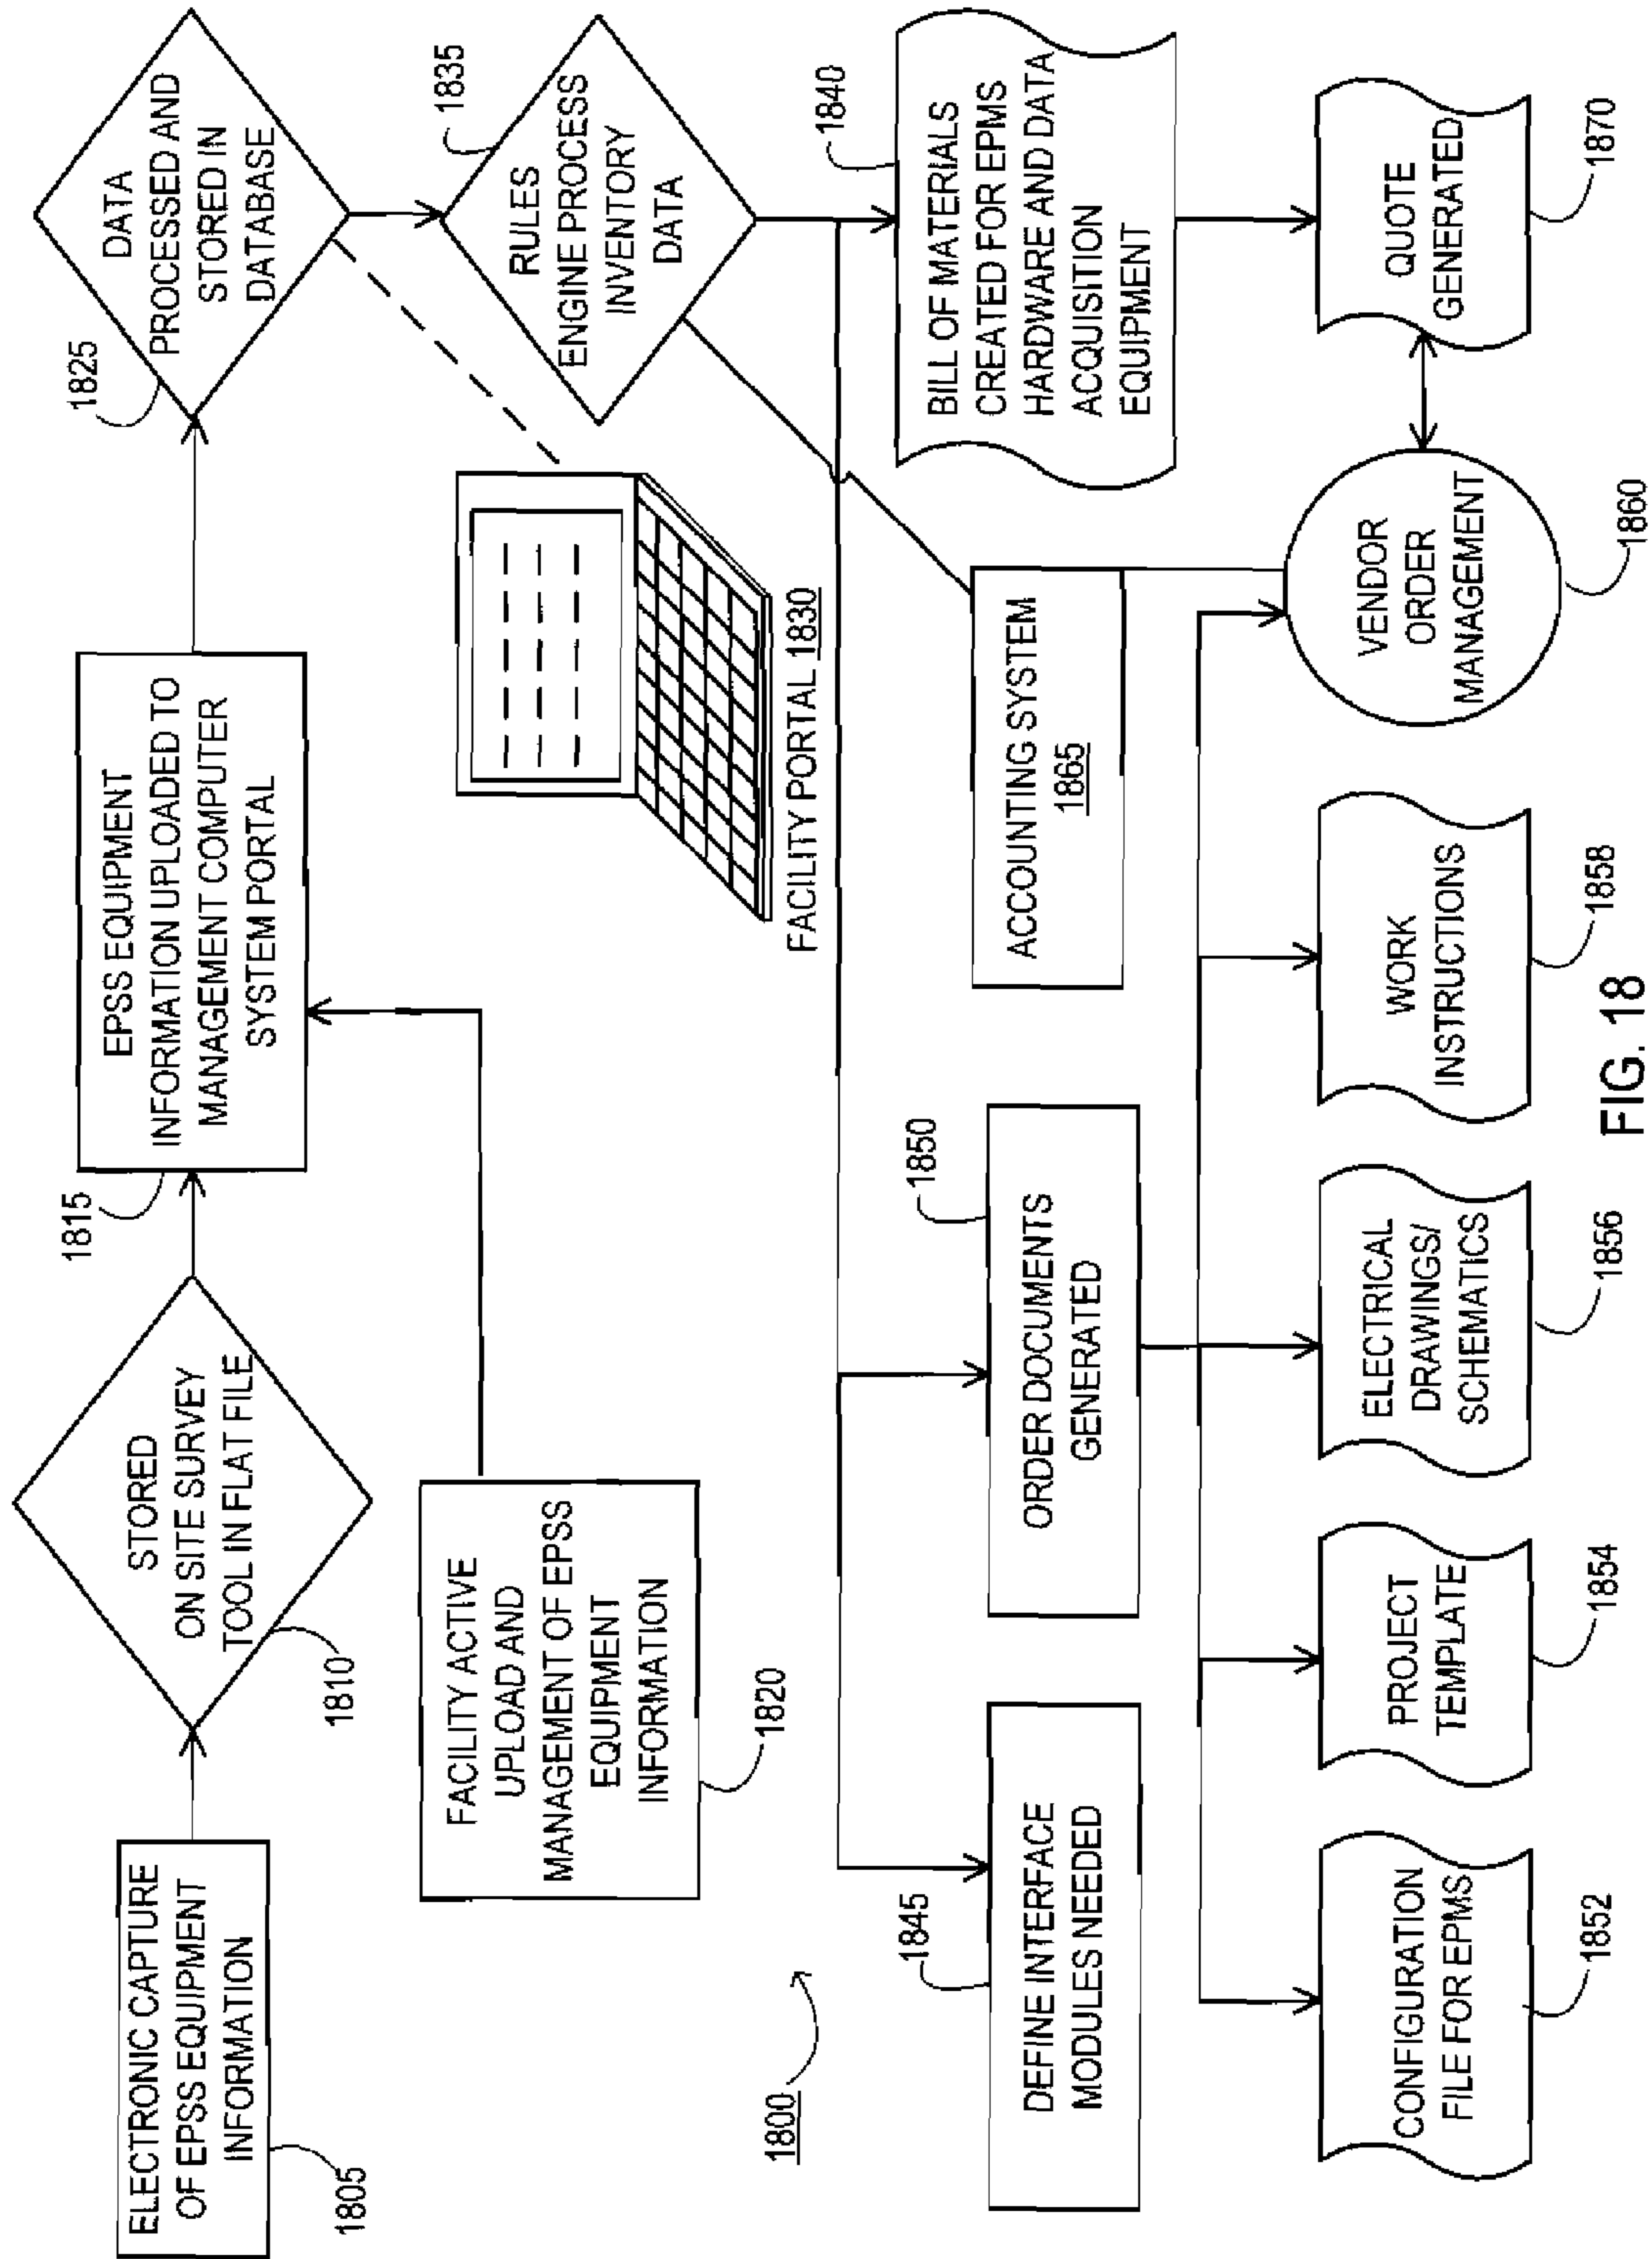 ELECTRONIC CAPTURE
OF EPSS EQUIPMENT
INFORMATION
1805
STORED
ON SITE SURVEY
TOOL IN FLAT FILE
1810
EPSS EQUIPMENT
INFORMATION UPLOADED TO
MANAGEMENT COMPUTER
SYSTEM PORTAL
1815
DATA
PROCESSED AND
STORED IN
DATABASE
1825
FACILITY ACTIVE
UPLOAD AND
MANAGEMENT OF EPSS
EQUIPMENT
INFORMATION
1820
FACILITY PORTAL 1830
RULES
ENGINE PROCESS
INVENTORY
DATA
1835
1800
DEFINE INTERFACE
MODULES NEEDED
1845
ORDER DOCUMENTS
GENERATED
1850
ACCOUNTING SYSTEM
1865
BILL OF MATERIALS
CREATED FOR EPMS
HARDWARE AND DATA
ACQUISITION
EQUIPMENT
1840
CONFIGURATION
FILE FOR EPMS
1852
PROJECT
TEMPLATE
1854
ELECTRICAL
DRAWINGS/
SCHEMATICS
1856
WORK
INSTRUCTIONS
1858
VENDOR
ORDER
MANAGEMENT
1860
QUOTE
GENERATED
1870
FIG. 18